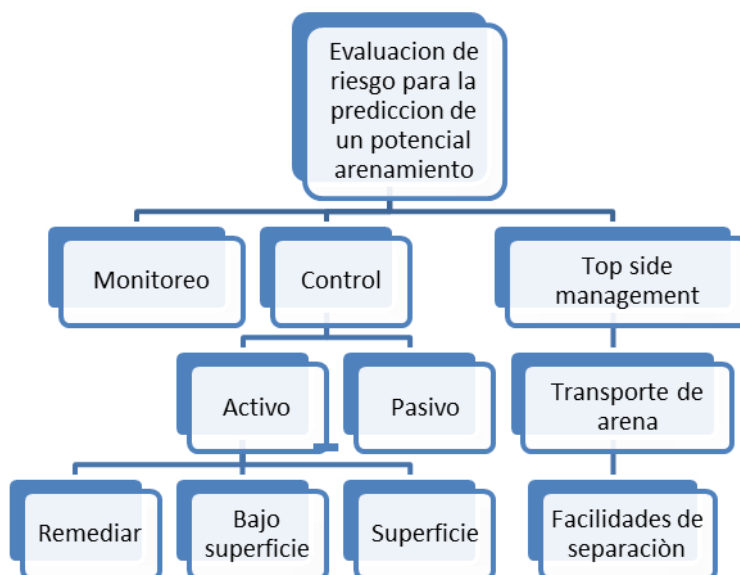 Evaluacion de
riesgo para la
prediccion de
un potencial
arenamiento
Monitoreo
Control
Top side
management
Activo
Pasivo
Transporte de
arena
Remediar
Bajo
superficie
Superficie
Facilidades de
separaciòn